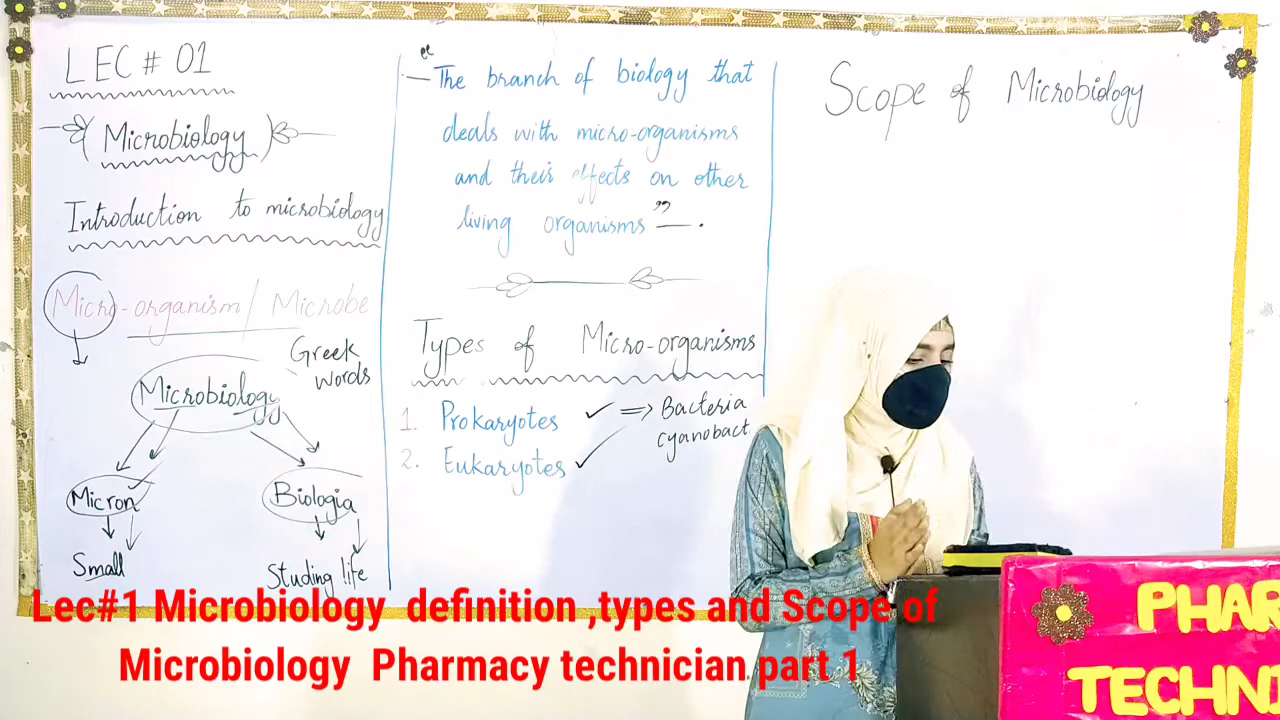 LEC # 01
Microbiology
Introduction to microbiology
Micro-organism / Microbe
Greek
words
Microbiology
Micron
Biologia
Small
Studing life
“The branch of biology that
deals with micro-organisms
and their effects on other
living organisms” .
Types of Micro-organisms
1. Prokaryotes ✓ => Bacteria
cyanobact
2. Eukaryotes ✓
Scope of Microbiology
Lec#1 Microbiology definition ,types and Scope of
Microbiology Pharmacy technician part 1
PHAR
TECHNI